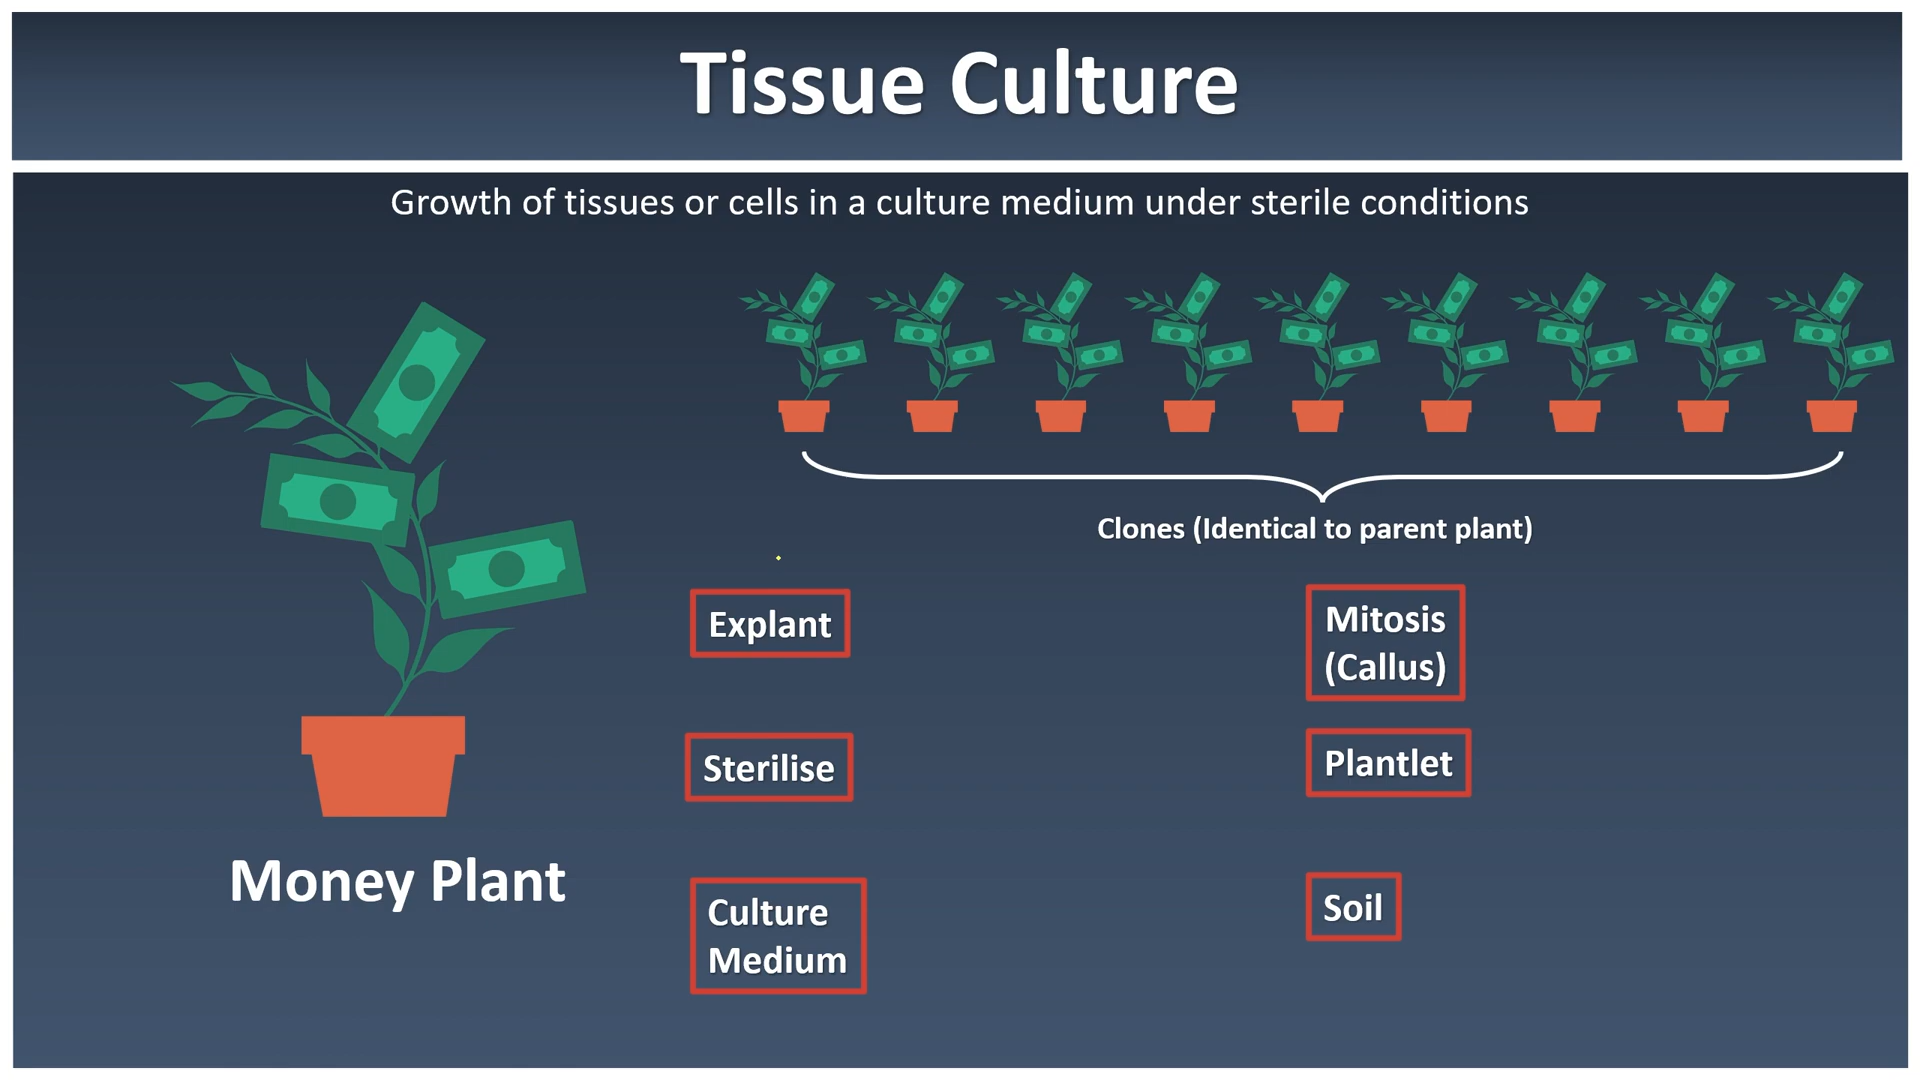 Tissue Culture
Growth of tissues or cells in a culture medium under sterile conditions
Clones (Identical to parent plant)
Money Plant
Explant
Sterilise
Culture
Medium
Mitosis
(Callus)
Plantlet
Soil